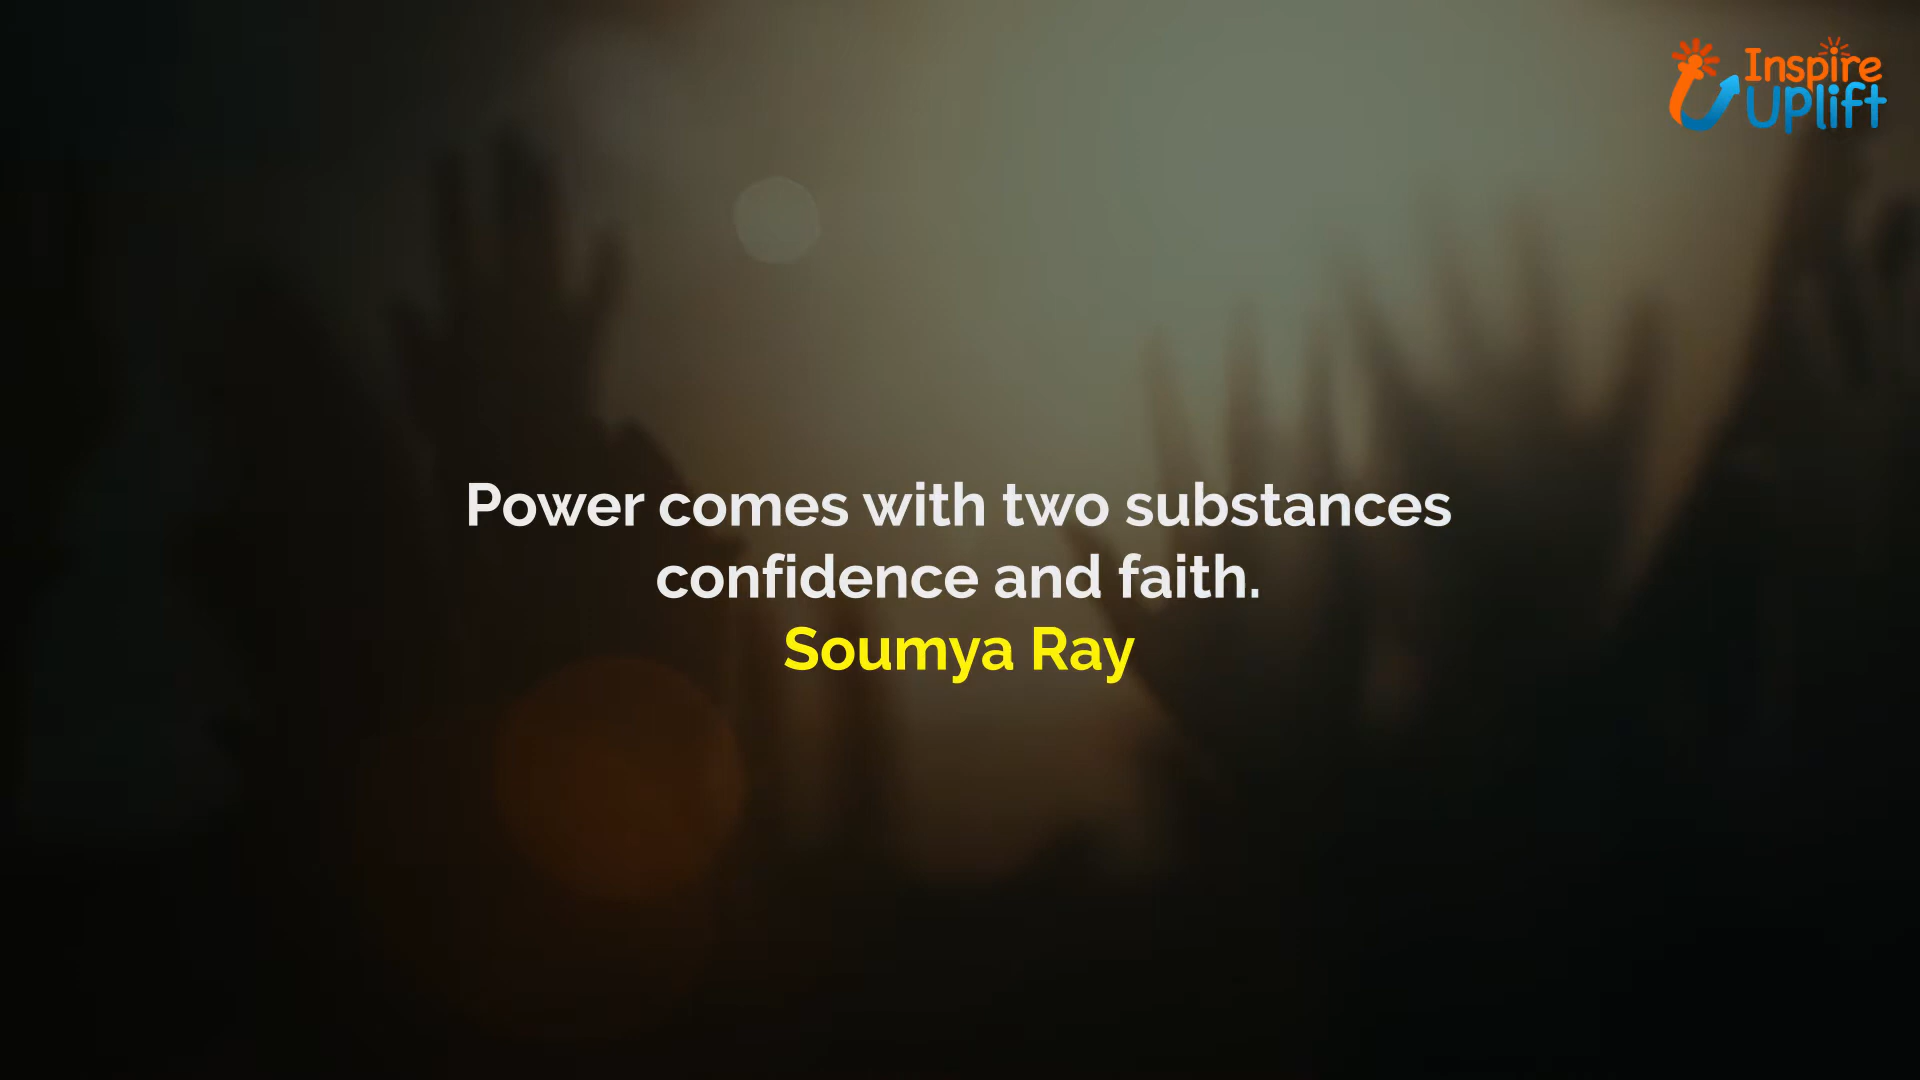 Inspire
Uplift
Power comes with two substances
confidence and faith.
Soumya Ray